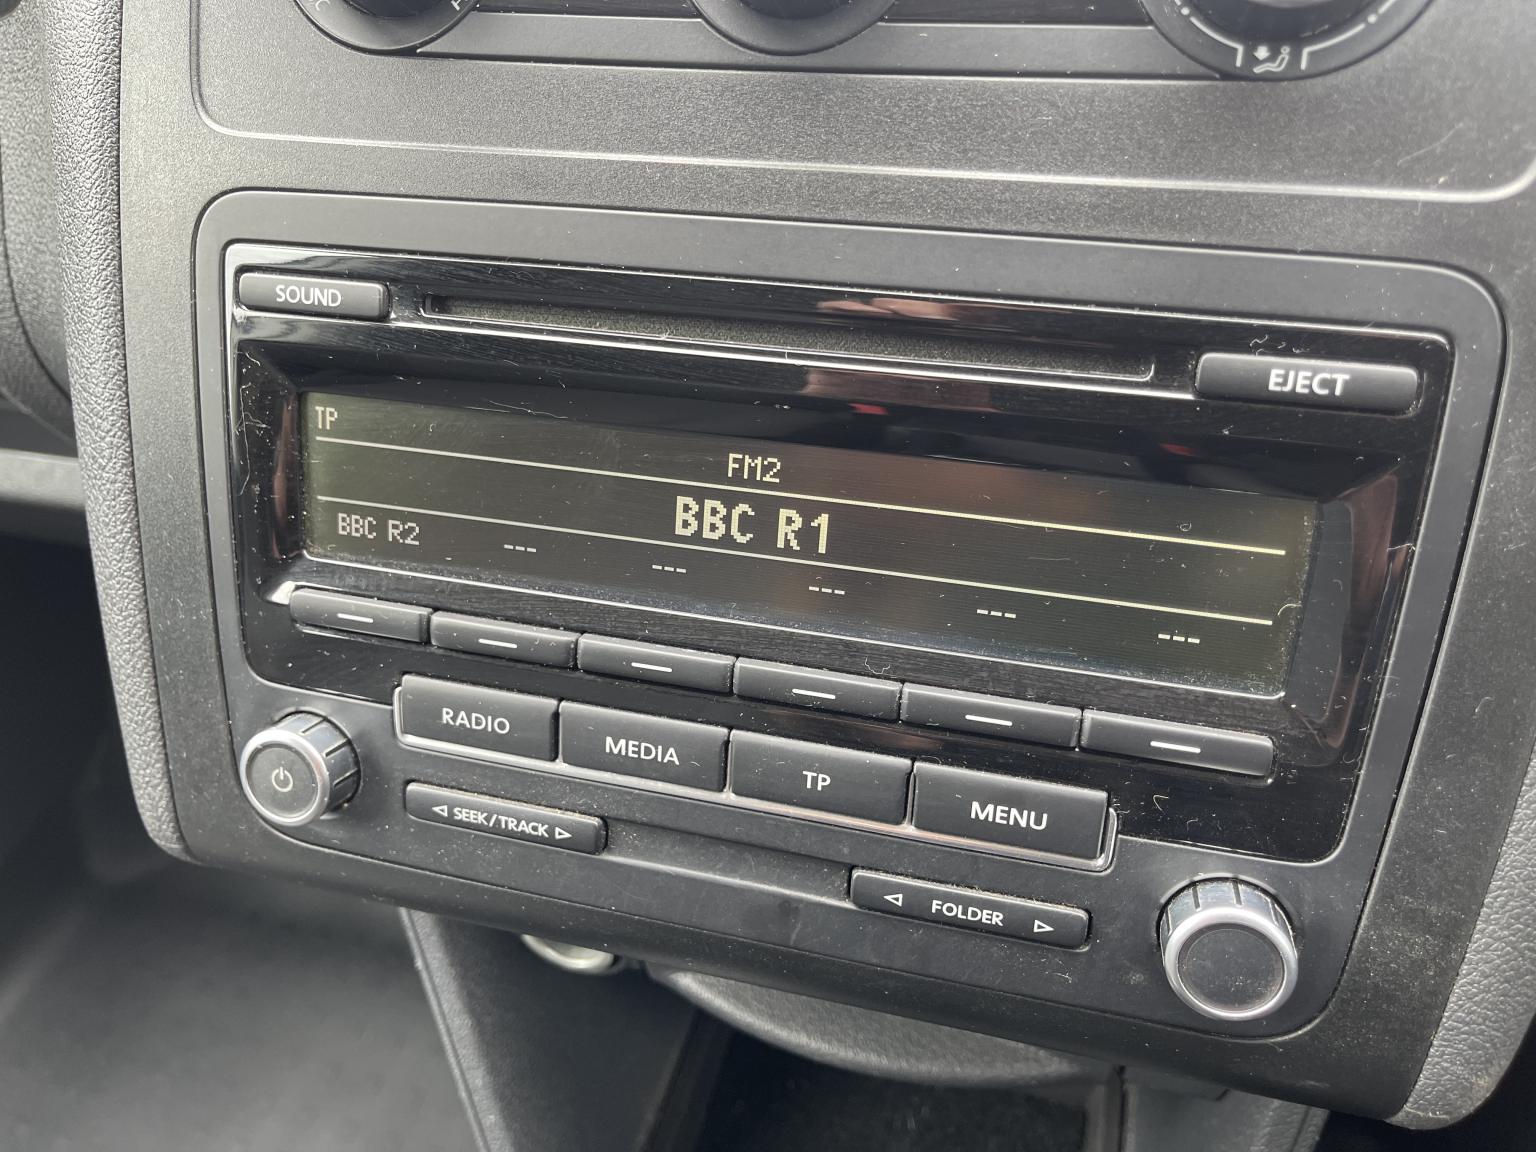 SOUND
EJECT
TP
FM2
BBC R1
BBC R2
---
---
---
---
---
RADIO
MEDIA
TP
MENU
SEEK/TRACK
FOLDER